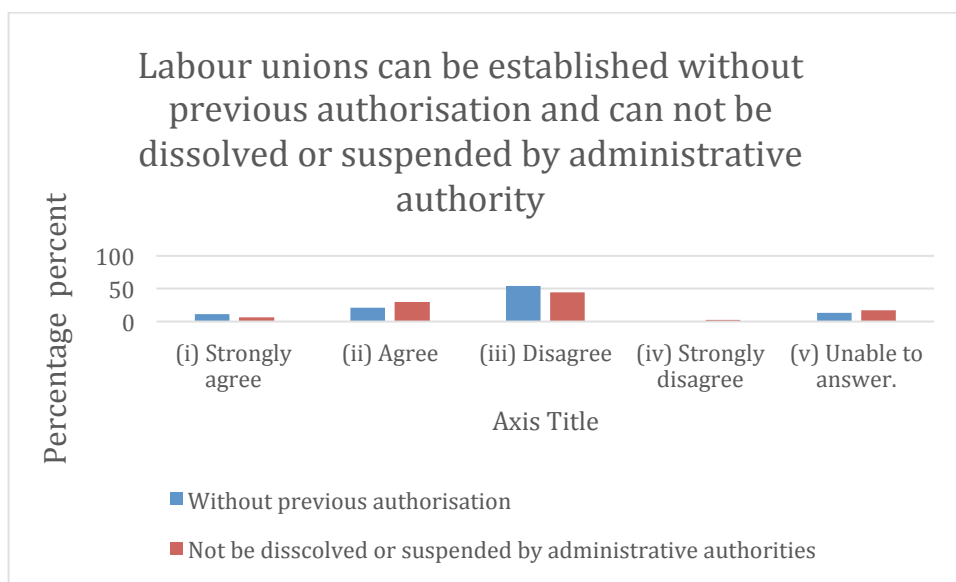 Labour unions can be established without
previous authorisation and can not be
dissolved or suspended by administrative
authority
Percentage percent
100
50
0
(i) Strongly
agree
(ii) Agree
(iii) Disagree
(iv) Strongly
disagree
(v) Unable to
answer.
Axis Title
Without previous authorisation
Not be disscolved or suspended by administrative authorities